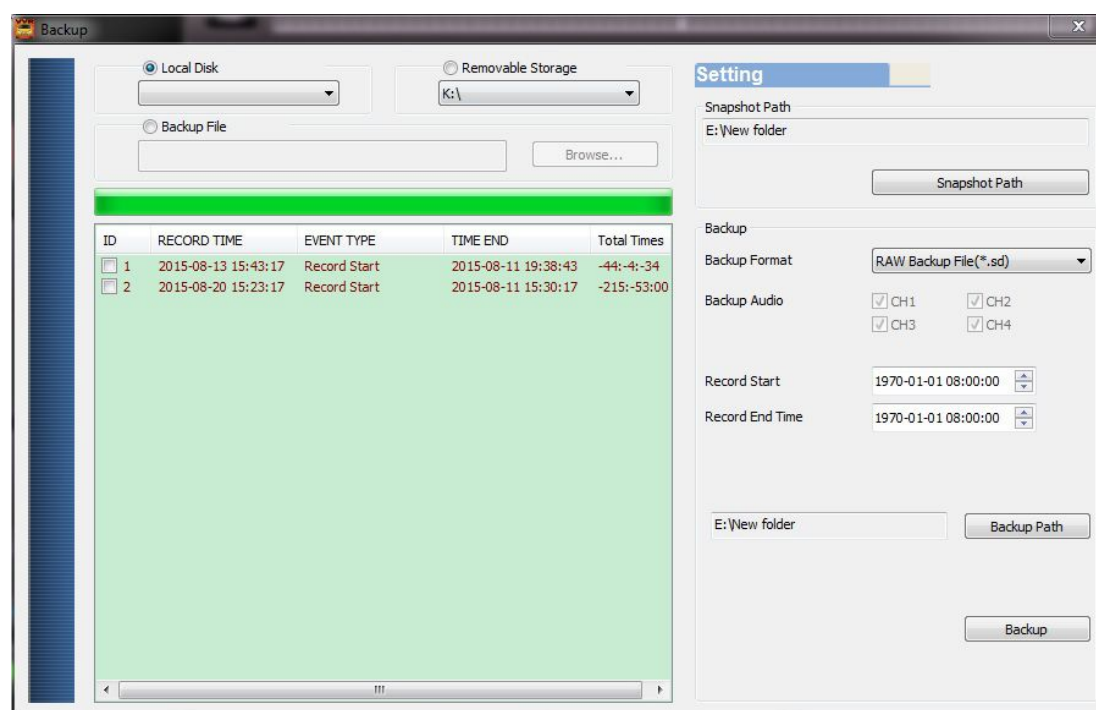 Backup
Local Disk
Removable Storage
K:\
Backup File
Browse...
ID RECORD TIME EVENT TYPE TIME END Total Times
1 2015-08-13 15:43:17 Record Start 2015-08-11 19:38:43 -44:-4:-34
2 2015-08-20 15:23:17 Record Start 2015-08-11 15:30:17 -215:-53:00
Setting
Snapshot Path
E:\New folder
Snapshot Path
Backup
Backup Format RAW Backup File(*.sd)
Backup Audio CH1 CH2
CH3 CH4
Record Start 1970-01-01 08:00:00
Record End Time 1970-01-01 08:00:00
E:\New folder Backup Path
Backup